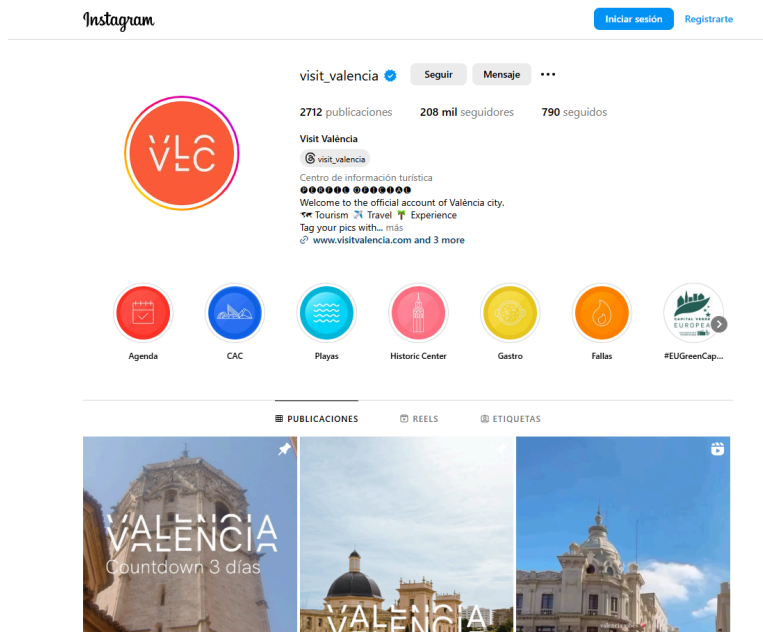 Instagram
Iniciar sesión
Registrarte
visit_valencia
Seguir
Mensaje
2712 publicaciones
208 mil seguidores
790 seguidos
Visit València
visit_valencia
Centro de información turística
🅟🅔🅡🅕🅘🅛 🅞🅕🅘🅒🅘🅐🅛
Welcome to the official account of València city.
🗺 Tourism ✈️ Travel 🌴 Experience
Tag your pics with... más
www.visitvalencia.com and 3 more
VLC
VLC
CAPITAL VERDE
EUROPEA
Agenda
CAC
Playas
Historic Center
Gastro
Fallas
#EUGreenCap...
PUBLICACIONES
REELS
ETIQUETAS
VALENCIA
Countdown 3 días
VALENCIA